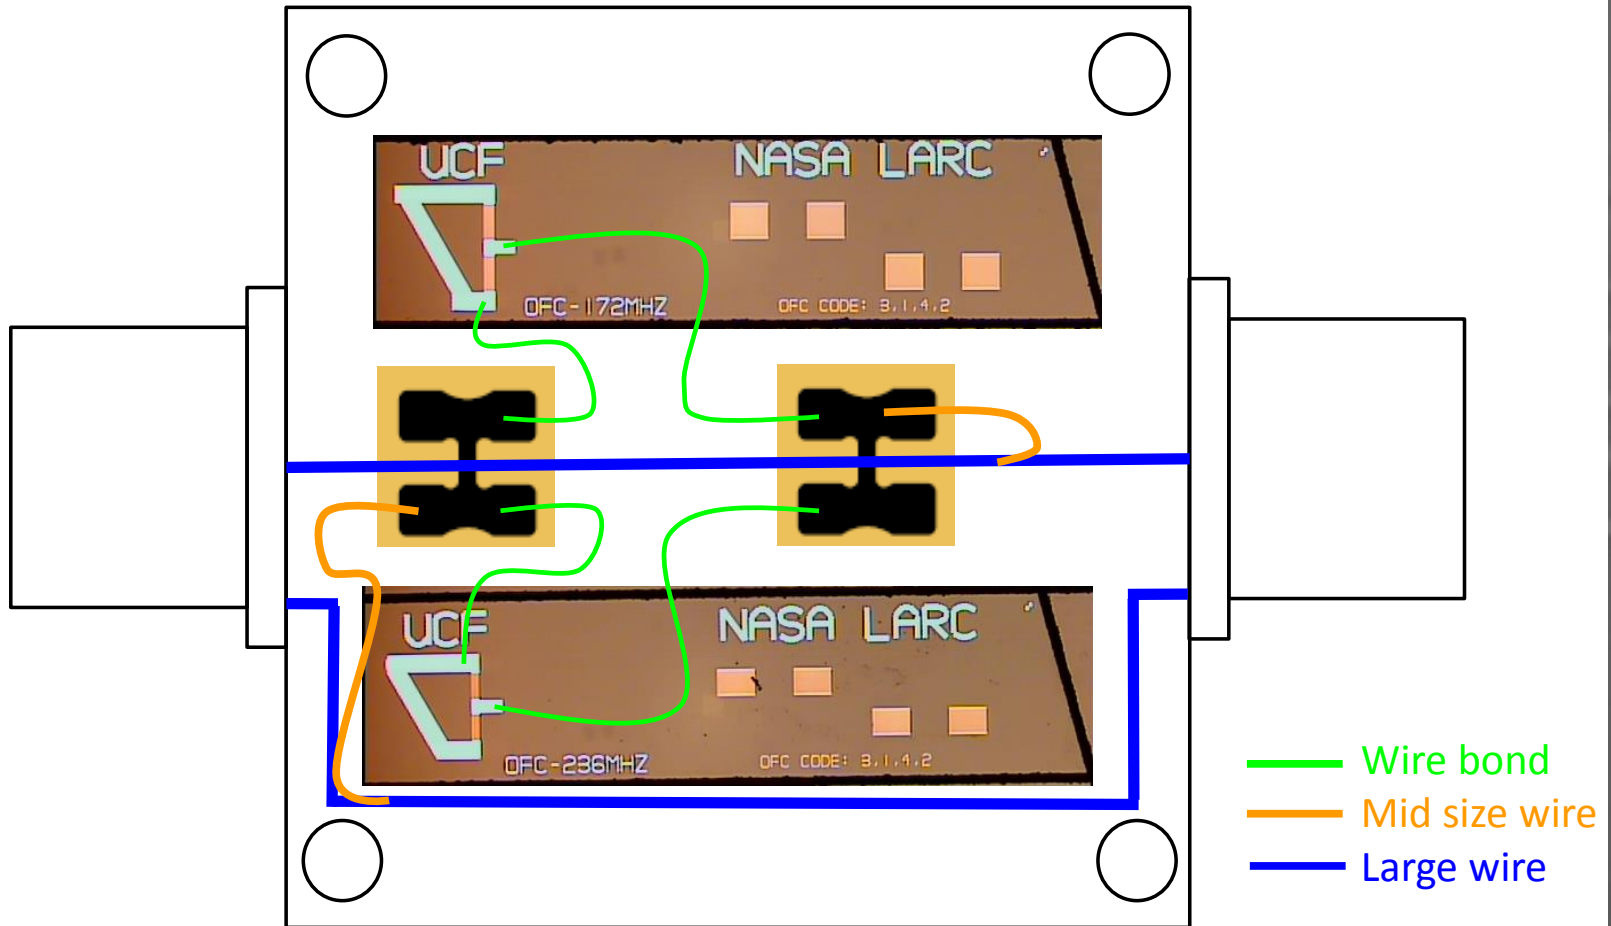 UCF
NASA LARC
OFC-172MHZ
OFC CODE: 3,1,4,2
UCF
NASA LARC
OFC-236MHZ
OFC CODE: 3,1,4,2
Wire bond
Mid size wire
Large wire